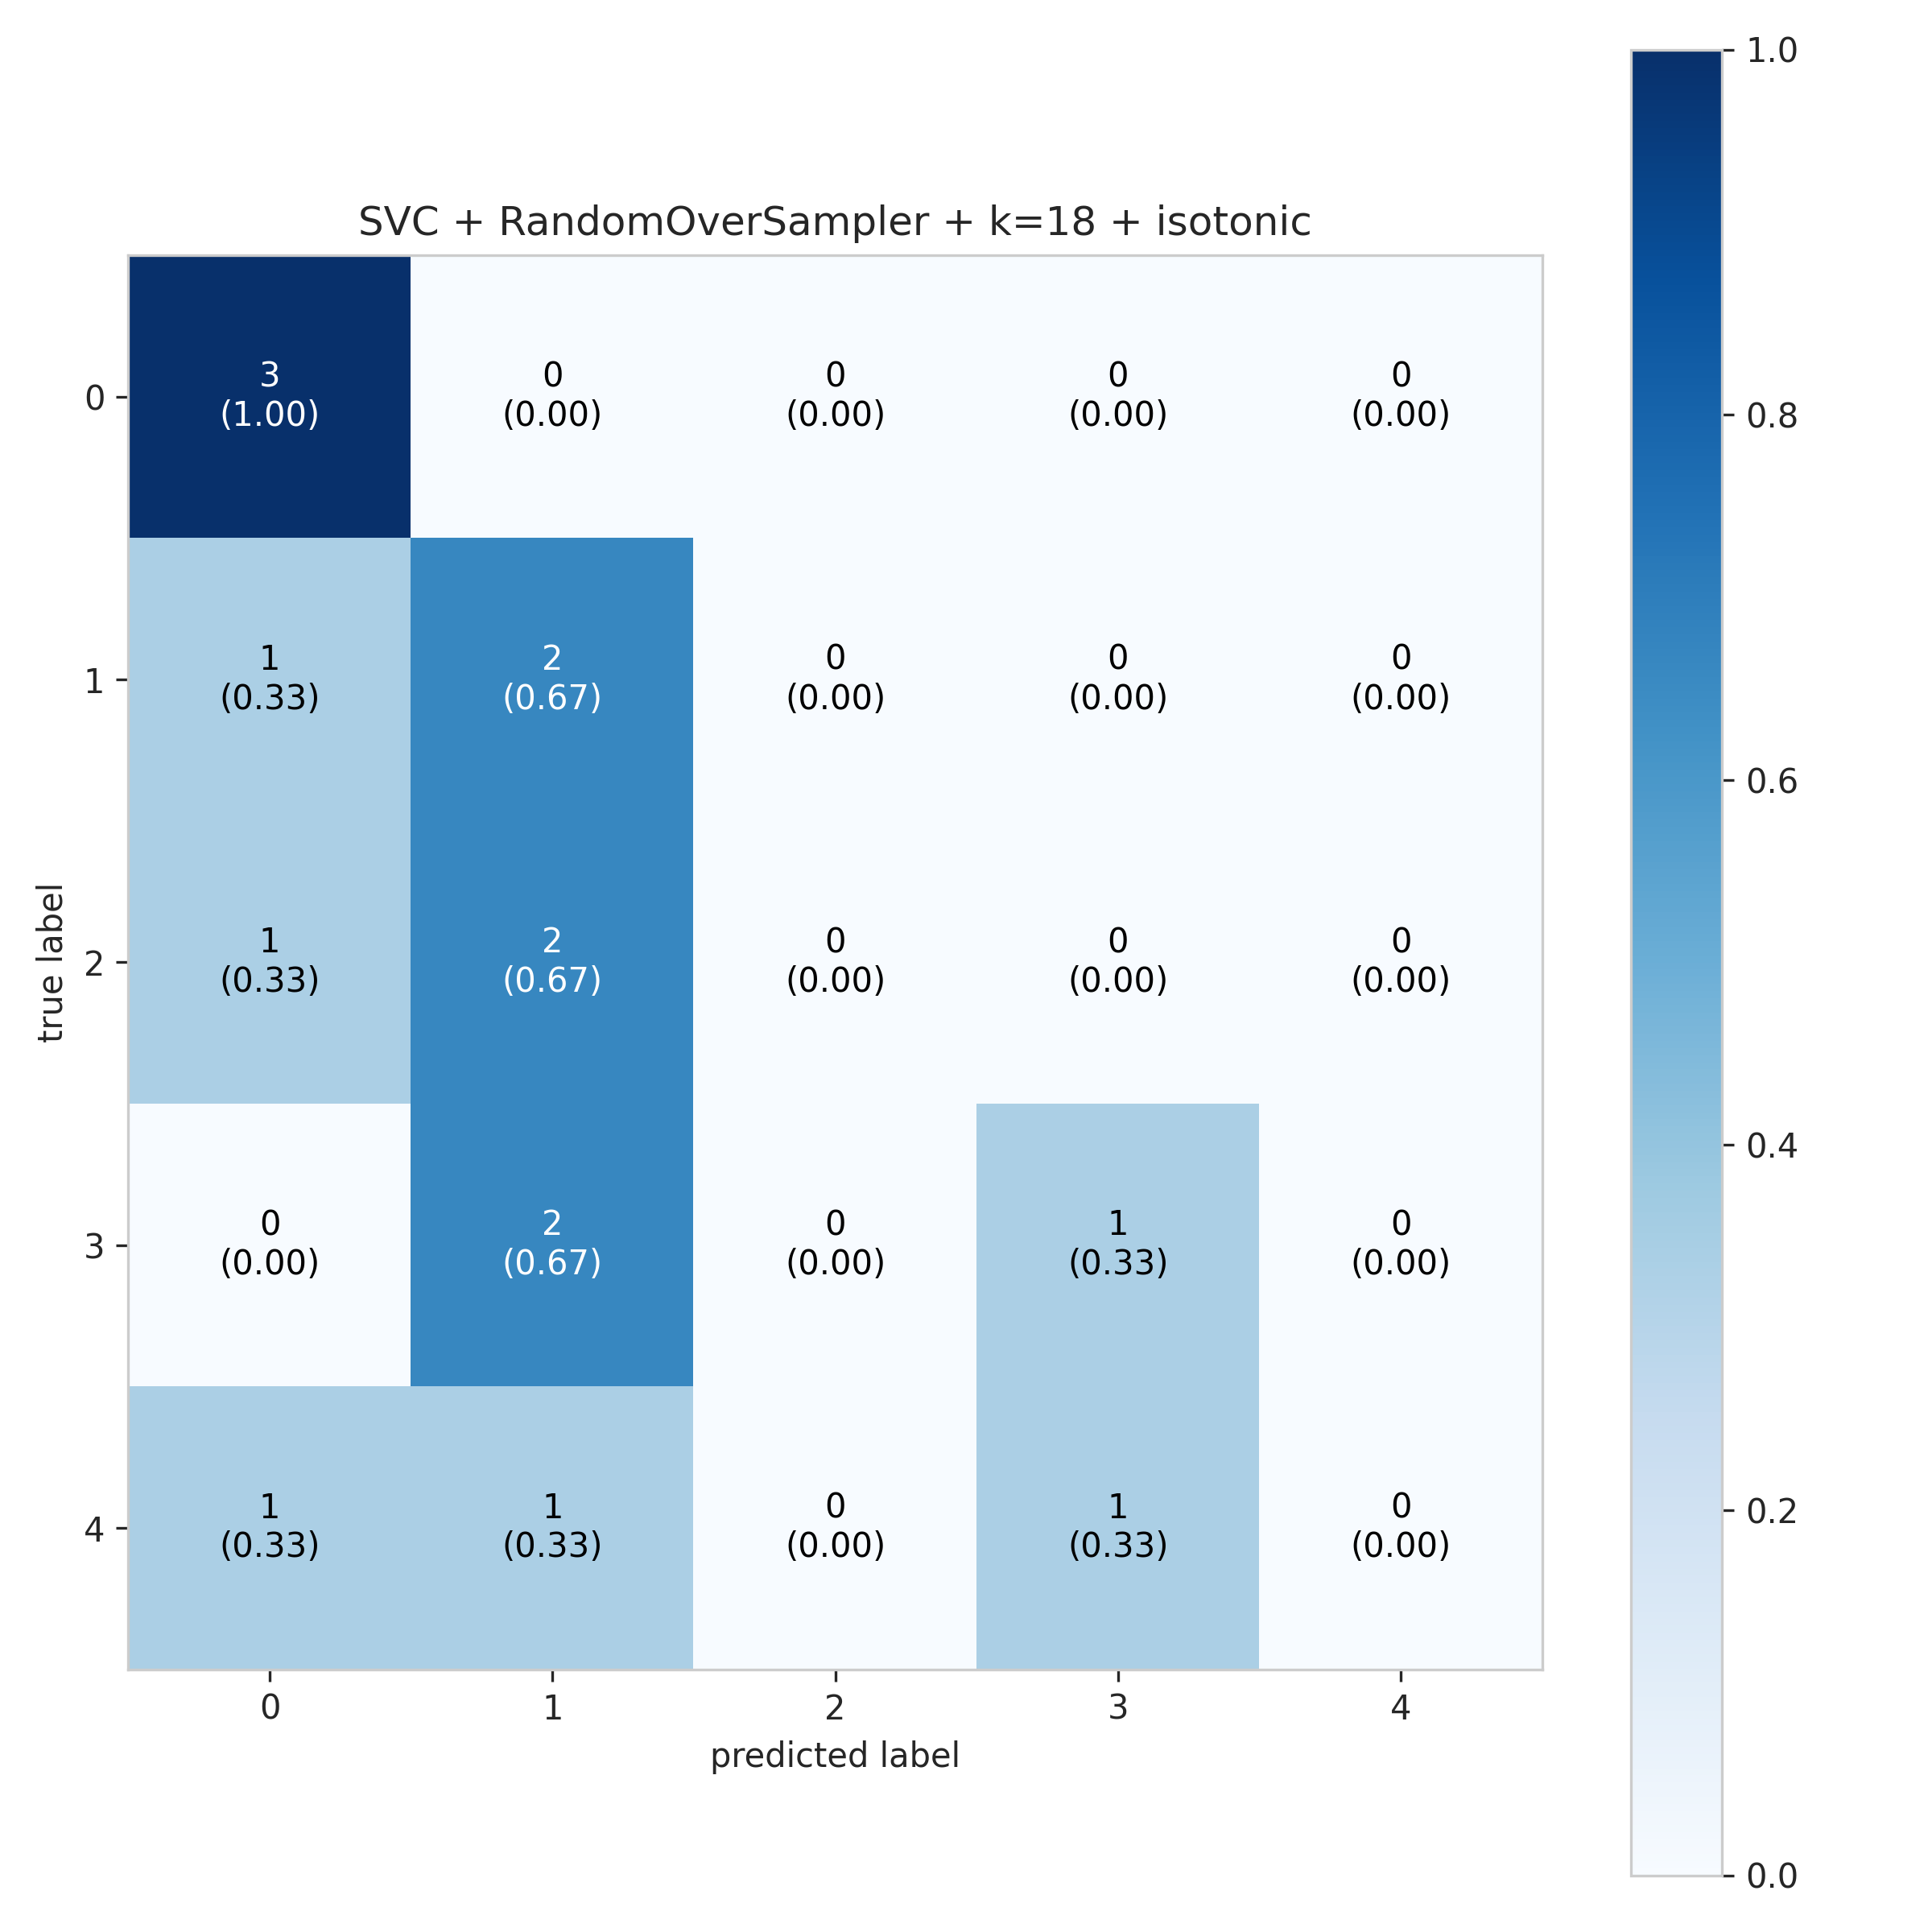 SVC + RandomOverSampler + k=18 + isotonic
true label
0
3 0 0 0 0
(1.00) (0.00) (0.00) (0.00) (0.00)
1
1 2 0 0 0
(0.33) (0.67) (0.00) (0.00) (0.00)
2
1 2 0 0 0
(0.33) (0.67) (0.00) (0.00) (0.00)
3
0 2 0 1 0
(0.00) (0.67) (0.00) (0.33) (0.00)
4
1 1 0 1 0
(0.33) (0.33) (0.00) (0.33) (0.00)
0 1 2 3 4
predicted label
1.0
0.8
0.6
0.4
0.2
0.0